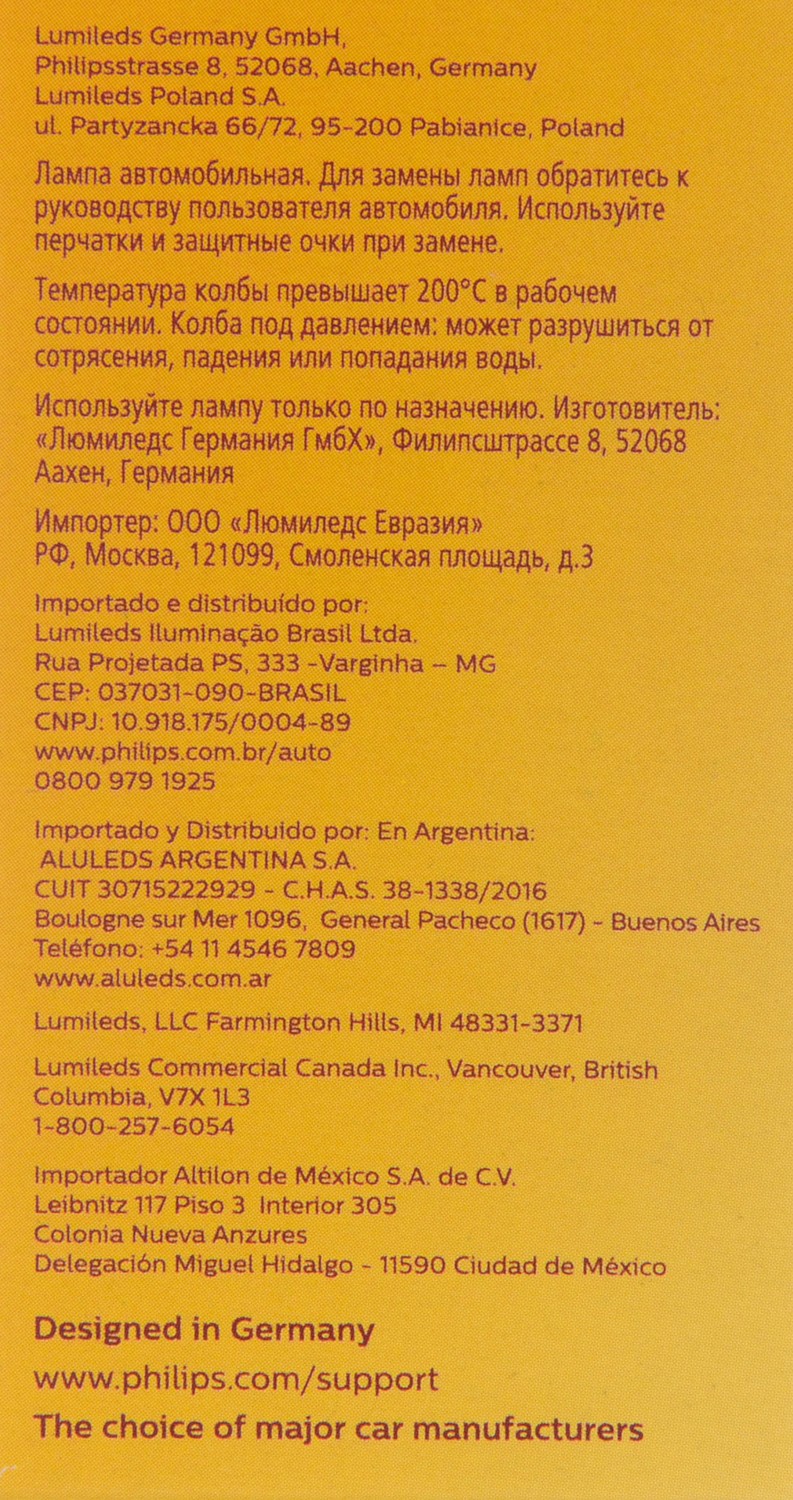 Lumileds Germany GmbH,
Philipsstrasse 8, 52068, Aachen, Germany
Lumileds Poland S.A.
ul. Partyzancka 66/72, 95-200 Pabianice, Poland
Лампа автомобильная. Для замены ламп обратитесь к
руководству пользователя автомобиля. Используйте
перчатки и защитные очки при замене.
Температура колбы превышает 200°C в рабочем
состоянии. Колба под давлением: может разрушиться от
сотрясения, падения или попадания воды.
Используйте лампу только по назначению. Изготовитель:
«Люмиледс Германия ГмбХ», Филипсштрассе 8, 52068
Аахен, Германия
Импортер: ООО «Люмиледс Евразия»
РФ, Москва, 121099, Смоленская площадь, д.3
Importado e distribuído por:
Lumileds Iluminação Brasil Ltda.
Rua Projetada PS, 333 -Varginha – MG
CEP: 037031-090-BRASIL
CNPJ: 10.918.175/0004-89
www.philips.com.br/auto
0800 979 1925
Importado y Distribuido por: En Argentina:
ALULEDS ARGENTINA S.A.
CUIT 30715222929 - C.H.A.S. 38-1338/2016
Boulogne sur Mer 1096, General Pacheco (1617) - Buenos Aires
Teléfono: +54 11 4546 7809
www.aluleds.com.ar
Lumileds, LLC Farmington Hills, MI 48331-3371
Lumileds Commercial Canada Inc., Vancouver, British
Columbia, V7X 1L3
1-800-257-6054
Importador Altilon de México S.A. de C.V.
Leibnitz 117 Piso 3 Interior 305
Colonia Nueva Anzures
Delegación Miguel Hidalgo - 11590 Ciudad de México
Designed in Germany
www.philips.com/support
The choice of major car manufacturers